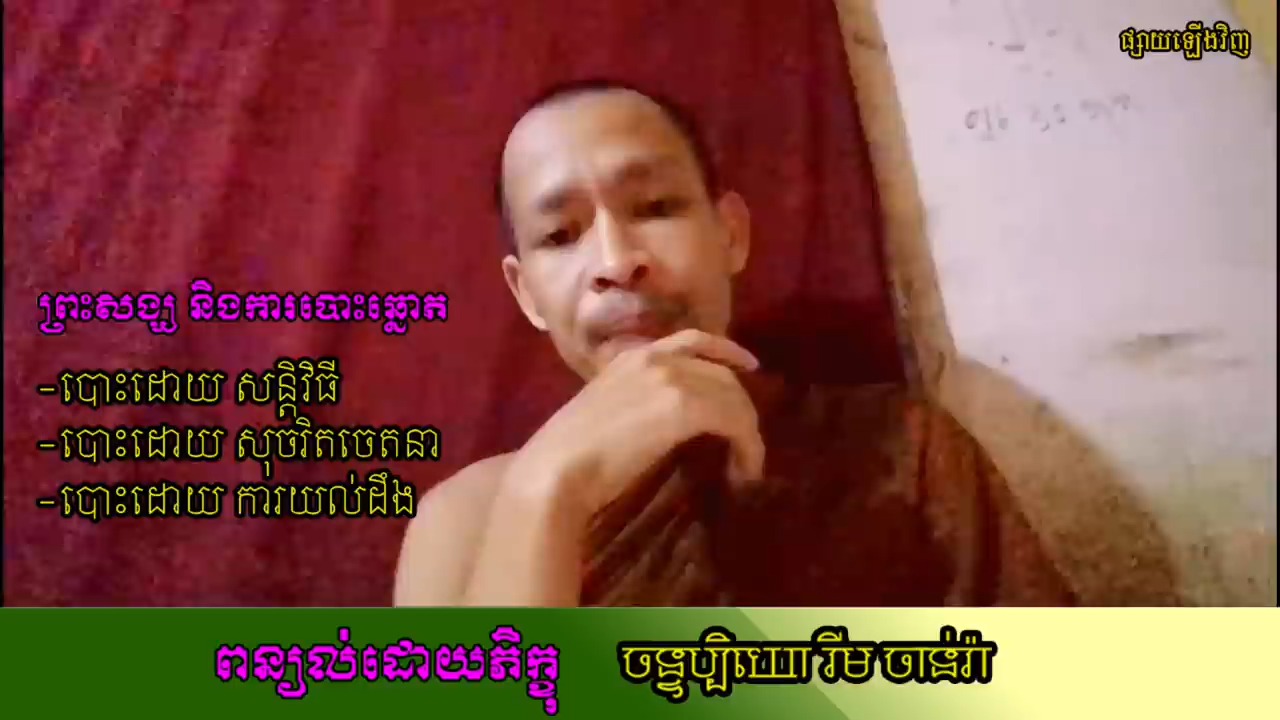 ផ្សាយឡើងវិញ
ព្រះសង្ឃ និងការបោះឆ្នោត
-បោះដោយ សន្តិវិធី
-បោះដោយ សុចរិតចេតនា
-បោះដោយ ការយល់ដឹង
ពន្យល់ដោយភិក្ខុ ចន្ទប្បិយោ រីម ចាន់រ៉ា